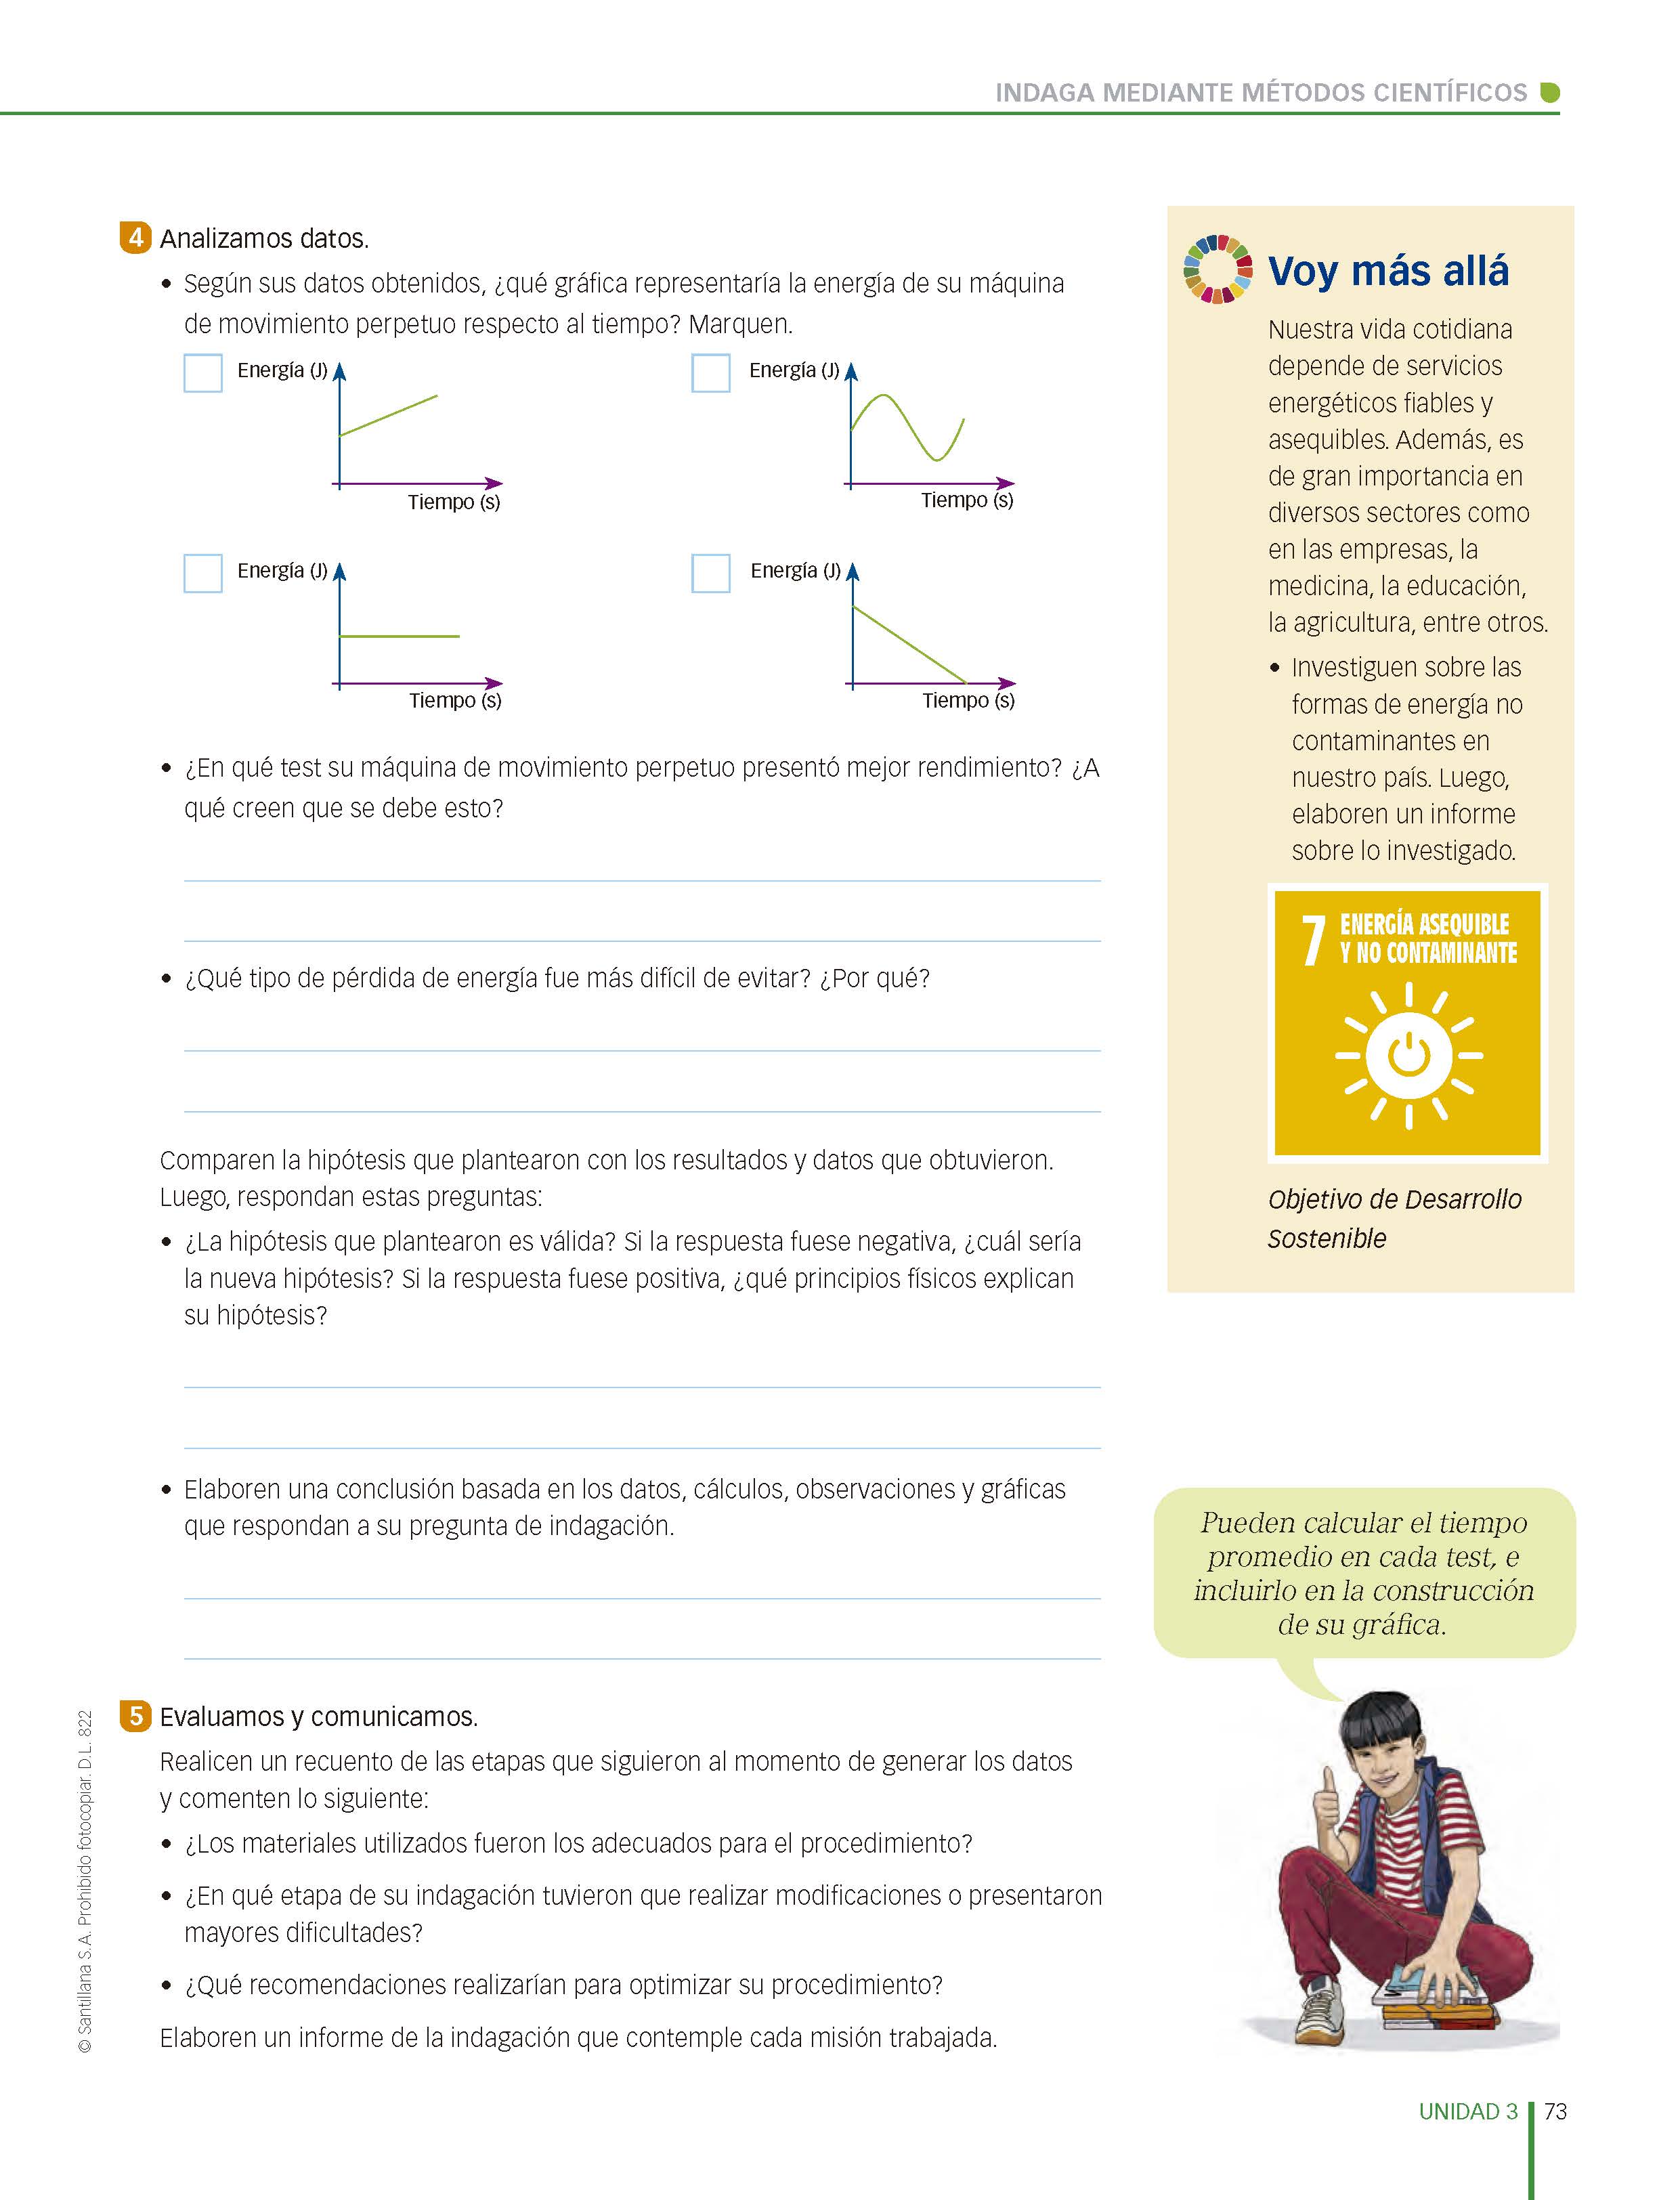 INDAGA MEDIANTE MÉTODOS CIENTÍFICOS
4 Analizamos datos.
• Según sus datos obtenidos, ¿qué gráfica representaría la energía de su máquina
de movimiento perpetuo respecto al tiempo? Marquen.
Energía (J)
Tiempo (s)
Energía (J)
Tiempo (s)
Energía (J)
Tiempo (s)
Energía (J)
Tiempo (s)
• ¿En qué test su máquina de movimiento perpetuo presentó mejor rendimiento? ¿A
qué creen que se debe esto?
• ¿Qué tipo de pérdida de energía fue más difícil de evitar? ¿Por qué?
Comparen la hipótesis que plantearon con los resultados y datos que obtuvieron.
Luego, respondan estas preguntas:
• ¿La hipótesis que plantearon es válida? Si la respuesta fuese negativa, ¿cuál sería
la nueva hipótesis? Si la respuesta fuese positiva, ¿qué principios físicos explican
su hipótesis?
• Elaboren una conclusión basada en los datos, cálculos, observaciones y gráficas
que respondan a su pregunta de indagación.
5 Evaluamos y comunicamos.
Realicen un recuento de las etapas que siguieron al momento de generar los datos
y comenten lo siguiente:
• ¿Los materiales utilizados fueron los adecuados para el procedimiento?
• ¿En qué etapa de su indagación tuvieron que realizar modificaciones o presentaron
mayores dificultades?
• ¿Qué recomendaciones realizarían para optimizar su procedimiento?
Elaboren un informe de la indagación que contemple cada misión trabajada.
Voy más allá
Nuestra vida cotidiana
depende de servicios
energéticos fiables y
asequibles. Además, es
de gran importancia en
diversos sectores como
en las empresas, la
medicina, la educación,
la agricultura, entre otros.
• Investiguen sobre las
formas de energía no
contaminantes en
nuestro país. Luego,
elaboren un informe
sobre lo investigado.
7 ENERGÍA ASEQUIBLE
Y NO CONTAMINANTE
Objetivo de Desarrollo
Sostenible
Pueden calcular el tiempo
promedio en cada test, e
incluirlo en la construcción
de su gráfica.
© Santillana S.A. Prohibido fotocopiar. D.L. 822
UNIDAD 3 73